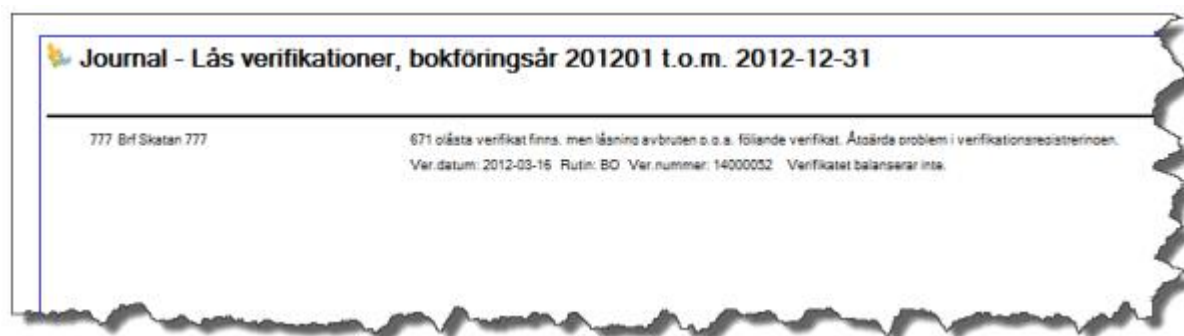 Journal - Lås verifikationer, bokföringsår 201201 t.o.m. 2012-12-31
777 Brf Skatan 777
671 olåsta verifikat finns, men låsning avbruten p.g.a. följande verifikat. Åtgärda problem i verifikationsregistreringen.
Ver.datum: 2012-03-16 Rutin: BO Ver.nummer: 14000052 Verifikatet balanserar inte.